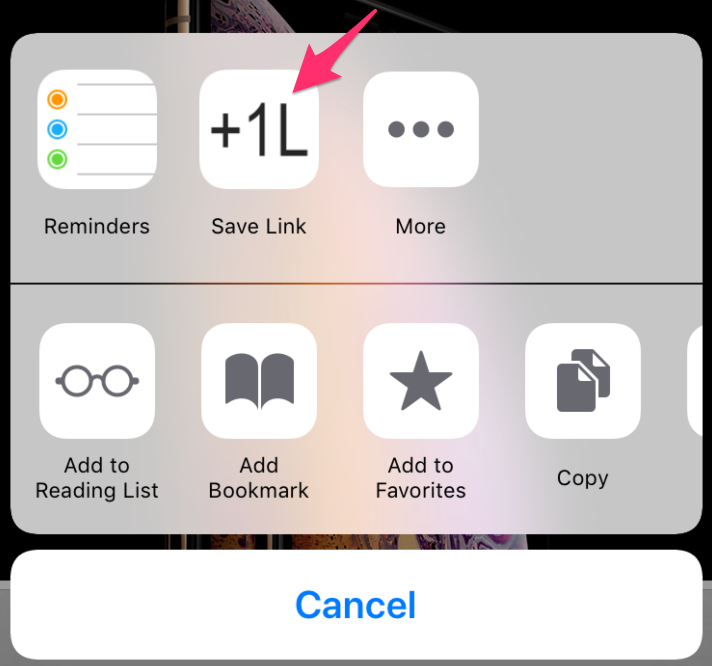 +1L
Reminders
Save Link
More
Add to
Reading List
Add
Bookmark
Add to
Favorites
Copy
Cancel